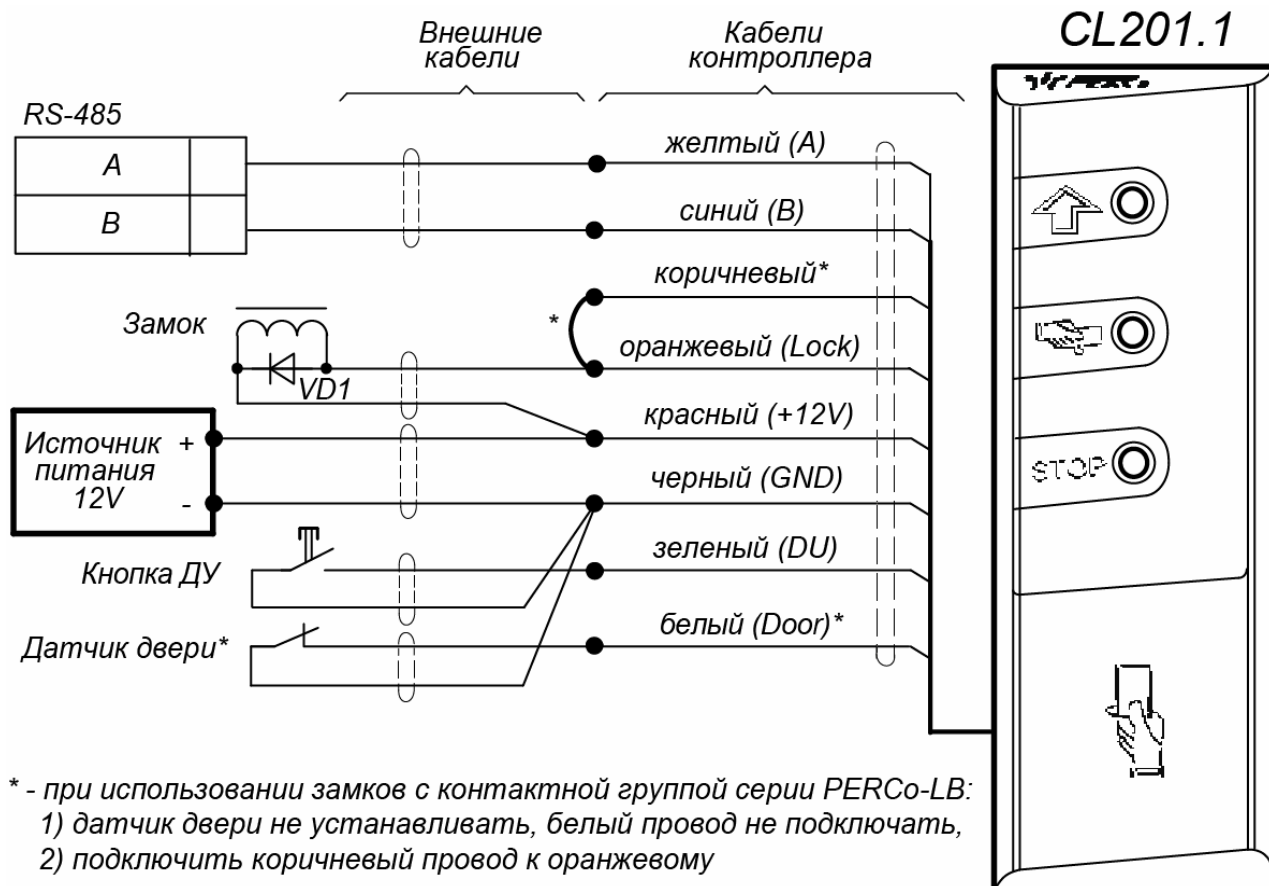 CL201.1
Внешние
кабели
Кабели
контроллера
RS-485
A
B
желтый (A)
синий (B)
коричневый*
*
Замок
оранжевый (Lock)
VD1
красный (+12V)
Источник +
питания
12V -
черный (GND)
STOP
Кнопка ДУ
зеленый (DU)
Датчик двери*
белый (Door)*
* - при использовании замков с контактной группой серии PERCo-LB:
1) датчик двери не устанавливать, белый провод не подключать,
2) подключить коричневый провод к оранжевому